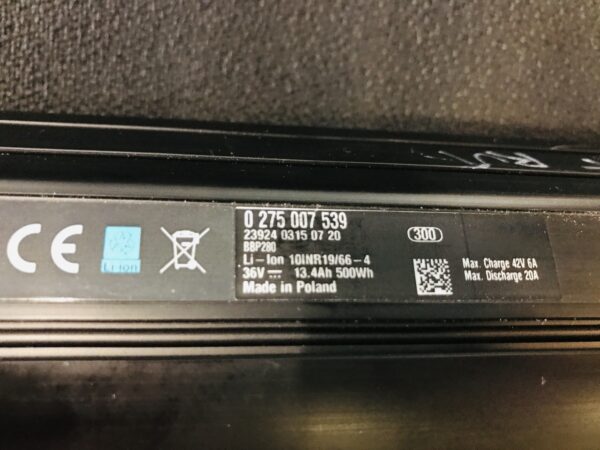 CE
Li-ion
0 275 007 539
23924 0315 07 20
BBP280
Li-Ion 10INR19/66-4
36V 13.4Ah 500Wh
Made in Poland
300
Max. Charge 42V 6A
Max. Discharge 20A